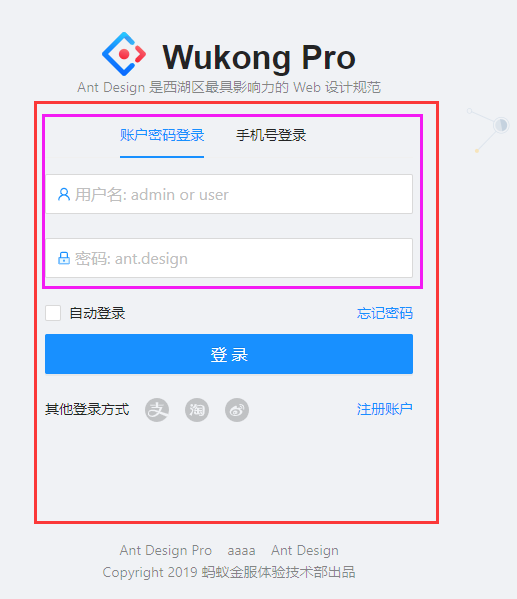 Wukong Pro
Ant Design 是西湖区最具影响力的 Web 设计规范
账户密码登录 手机号登录
用户名: admin or user
密码: ant.design
自动登录 忘记密码
登录
其他登录方式 支 淘 注册账户
Ant Design Pro aaaa Ant Design
Copyright 2019 蚂蚁金服体验技术部出品